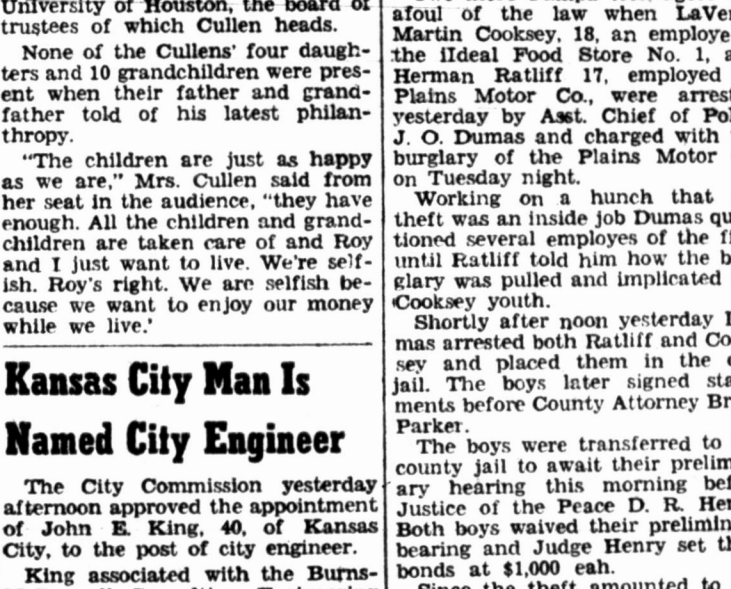 University of Houston, the board of
trustees of which Cullen heads.
None of the Cullens' four daugh-
ters and 10 grandchildren were pres-
ent when their father and grand-
father told of his latest philan-
thropy.
"The children are just as happy
as we are," Mrs. Cullen said from
her seat in the audience, "they have
enough. All the children and grand-
children are taken care of and Roy
and I just want to live. We're self-
ish. Roy's right. We are selfish be-
cause we want to enjoy our money
while we live.'
Kansas City Man Is
Named City Engineer
The City Commission yesterday
afternoon approved the appointment
of John E. King, 40, of Kansas
City, to the post of city engineer.
King associated with the Burns-
afoul of the law when LaVer
Martin Cooksey, 18, an employe
the iIdeal Food Store No. 1, a
Herman Ratliff 17, employed
Plains Motor Co., were arrest
yesterday by Asst. Chief of Pol
J. O. Dumas and charged with
burglary of the Plains Motor
on Tuesday night.
Working on a hunch that
theft was an inside job Dumas qu
tioned several employes of the fi
until Ratliff told him how the b
glary was pulled and implicated
Cooksey youth.
Shortly after noon yesterday D
mas arrested both Ratliff and Co
sey and placed them in the c
jail. The boys later signed sta
ments before County Attorney Br
Parker.
The boys were transferred to
county jail to await their prelim
ary hearing this morning bef
Justice of the Peace D. R. Hen
Both boys waived their prelimin
bearing and Judge Henry set th
bonds at $1,000 eah.
Since the theft amounted to